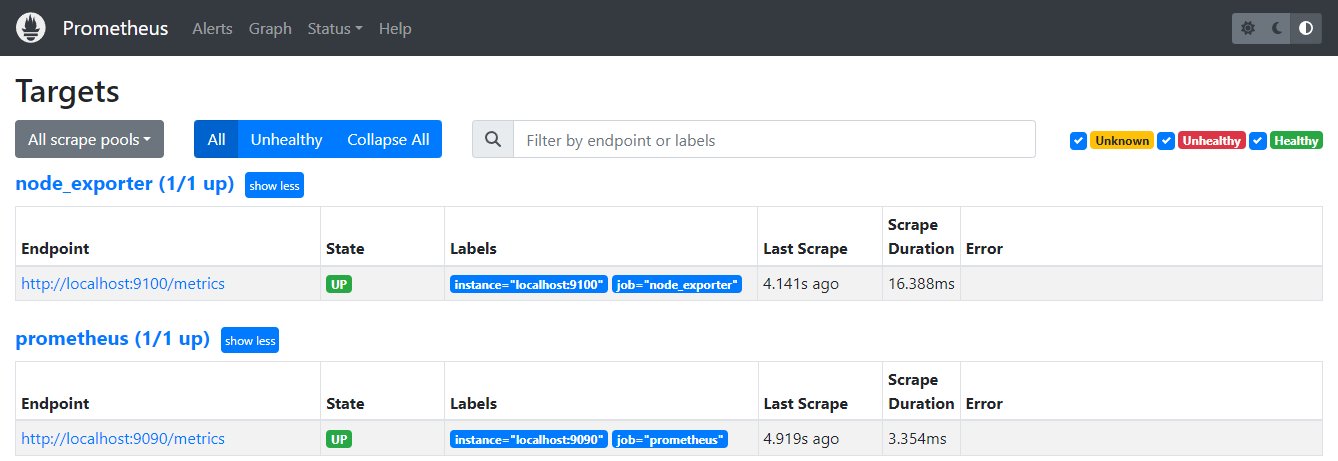 Prometheus Alerts Graph Status Help
Targets
All scrape pools All Unhealthy Collapse All Filter by endpoint or labels Unknown Unhealthy Healthy
node_exporter (1/1 up) show less
Endpoint State Labels Last Scrape Scrape Duration Error
http://localhost:9100/metrics UP instance="localhost:9100" job="node_exporter" 4.141s ago 16.388ms
prometheus (1/1 up) show less
Endpoint State Labels Last Scrape Scrape Duration Error
http://localhost:9090/metrics UP instance="localhost:9090" job="prometheus" 4.919s ago 3.354ms